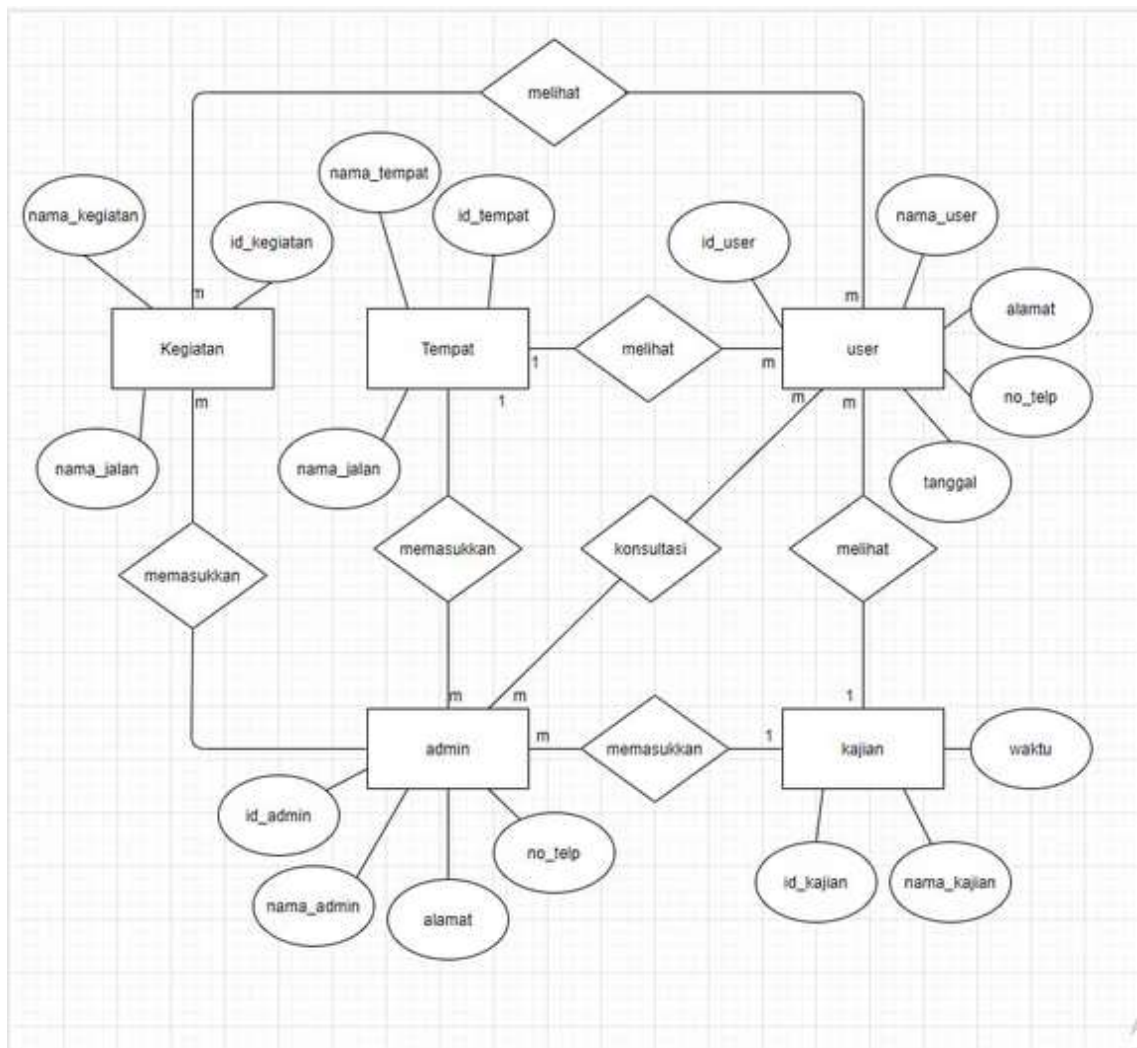 melihat
nama_tempat
nama_kegiatan
id_tempat
nama_user
id_kegiatan
id_user
alamat
m
m
Kegiatan
Tempat
1
melihat
m
user
m
1
m
m
no_telp
nama_jalan
nama_jalan
tanggal
memasukkan
memasukkan
konsultasi
melihat
m
m
1
admin
m
memasukkan
1
kajian
waktu
id_admin
no_telp
id_kajian
nama_kajian
nama_admin
alamat